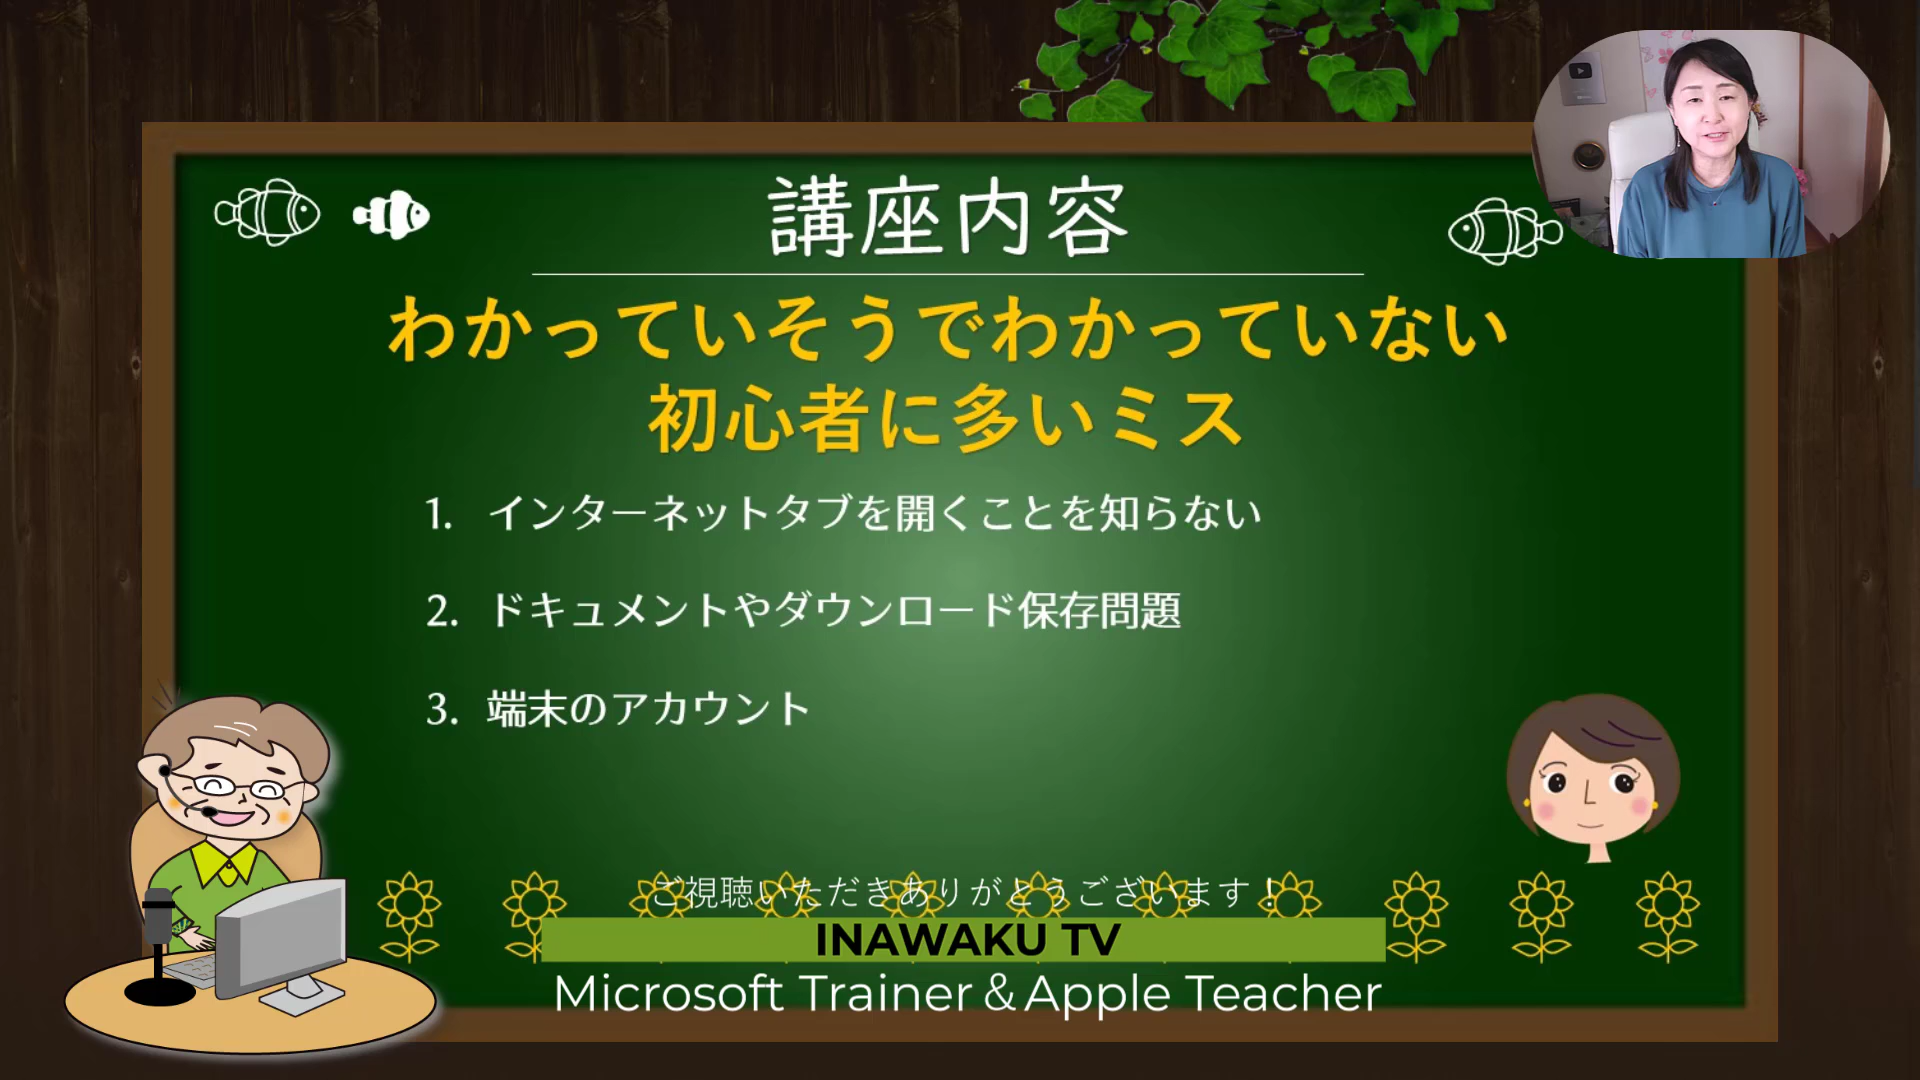 講座内容
わかっていそうでわかっていない
初心者に多いミス
1. インターネットタブを開くことを知らない
2. ドキュメントやダウンロード保存問題
3. 端末のアカウント
ご視聴いただきありがとうございます!
INAWAKU TV
Microsoft Trainer&Apple Teacher